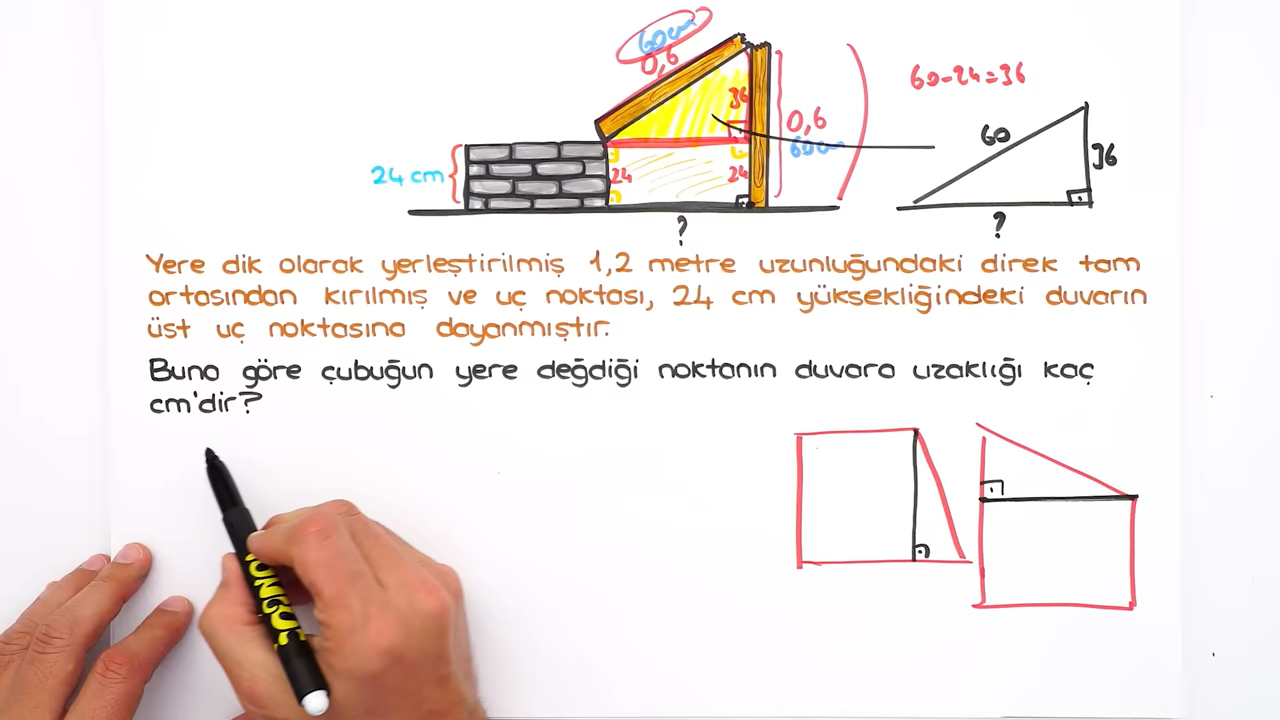 60cm
0,6
60-24=36
36
0,6
60cm
60
36
24 cm
24
24
?
?
Yere dik olarak yerleştirilmiş 1,2 metre uzunluğundaki direk tam
ortasından kırılmış ve uç noktası, 24 cm yüksekliğindeki duvarın
üst uç noktasına dayanmıştır.
Buna göre çubuğun yere değdiği noktanın duvara uzaklığı kaç
cm'dir?
TONGUÇ